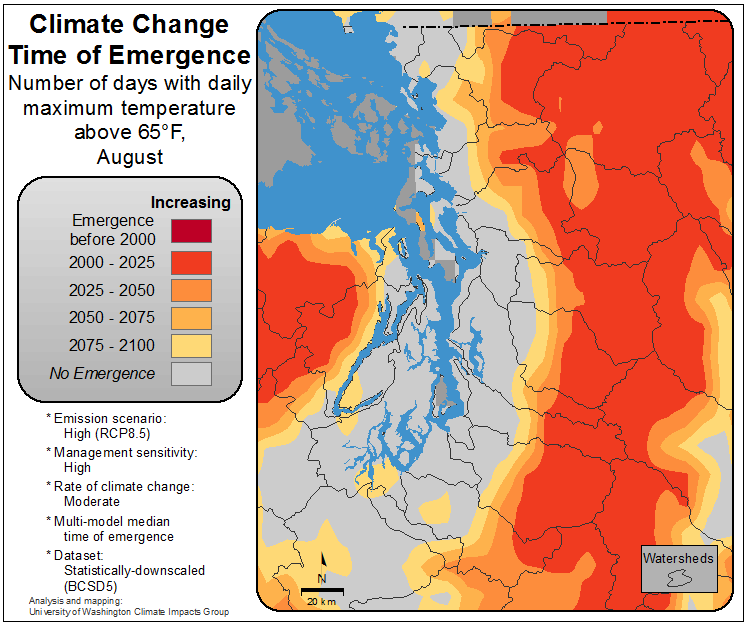 Climate Change
Time of Emergence
Number of days with daily
maximum temperature
above 65°F,
August
Increasing
Emergence
before 2000
2000 - 2025
2025 - 2050
2050 - 2075
2075 - 2100
No Emergence
* Emission scenario:
High (RCP8.5)
* Management sensitivity:
High
* Rate of climate change:
Moderate
* Multi-model median
time of emergence
* Dataset:
Statistically-downscaled
(BCSD5)
Analysis and mapping:
University of Washington Climate Impacts Group
N
20 km
Watersheds